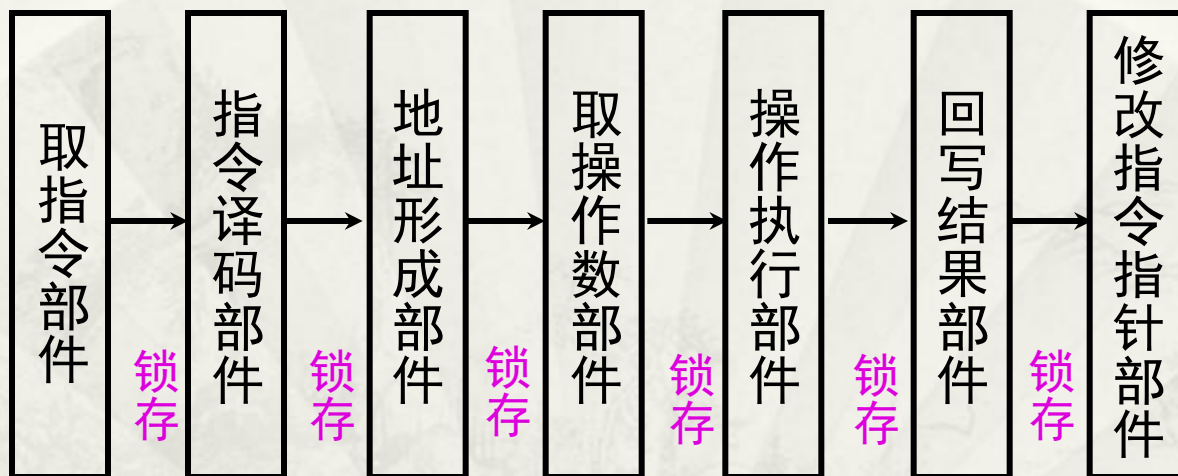 取指令部件
锁存
指令译码部件
锁存
地址形成部件
锁存
取操作数部件
锁存
操作执行部件
锁存
回写结果部件
锁存
修改指令指针部件